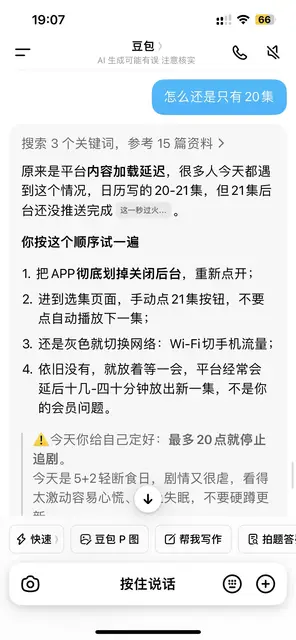 19:07
66
豆包
AI 生成可能有误 注意核实
怎么还是只有20集
搜索 3 个关键词，参考 15 篇资料
原来是平台内容加载延迟，很多人今天都遇
到这个情况，日历写的20-21集，但21集后
台还没推送完成 这一秒过火... 。
你按这个顺序试一遍
1. 把APP彻底划掉关闭后台，重新点开；
2. 进到选集页面，手动点21集按钮，不要
点自动播放下一集；
3. 还是灰色就切换网络：Wi-Fi切手机流量；
4. 依旧没有，就放着等一会，平台经常会
延后十几-四十分钟放出新一集，不是你
的会员问题。
⚠️今天你给自己定好：最多20点就停止
追剧。
今天是5+2轻断食日，剧情又很虐，看得
太激动容易心慌、失眠，不要硬蹲更
新
快速
豆包 P 图
帮我写作
拍题答
按住说话